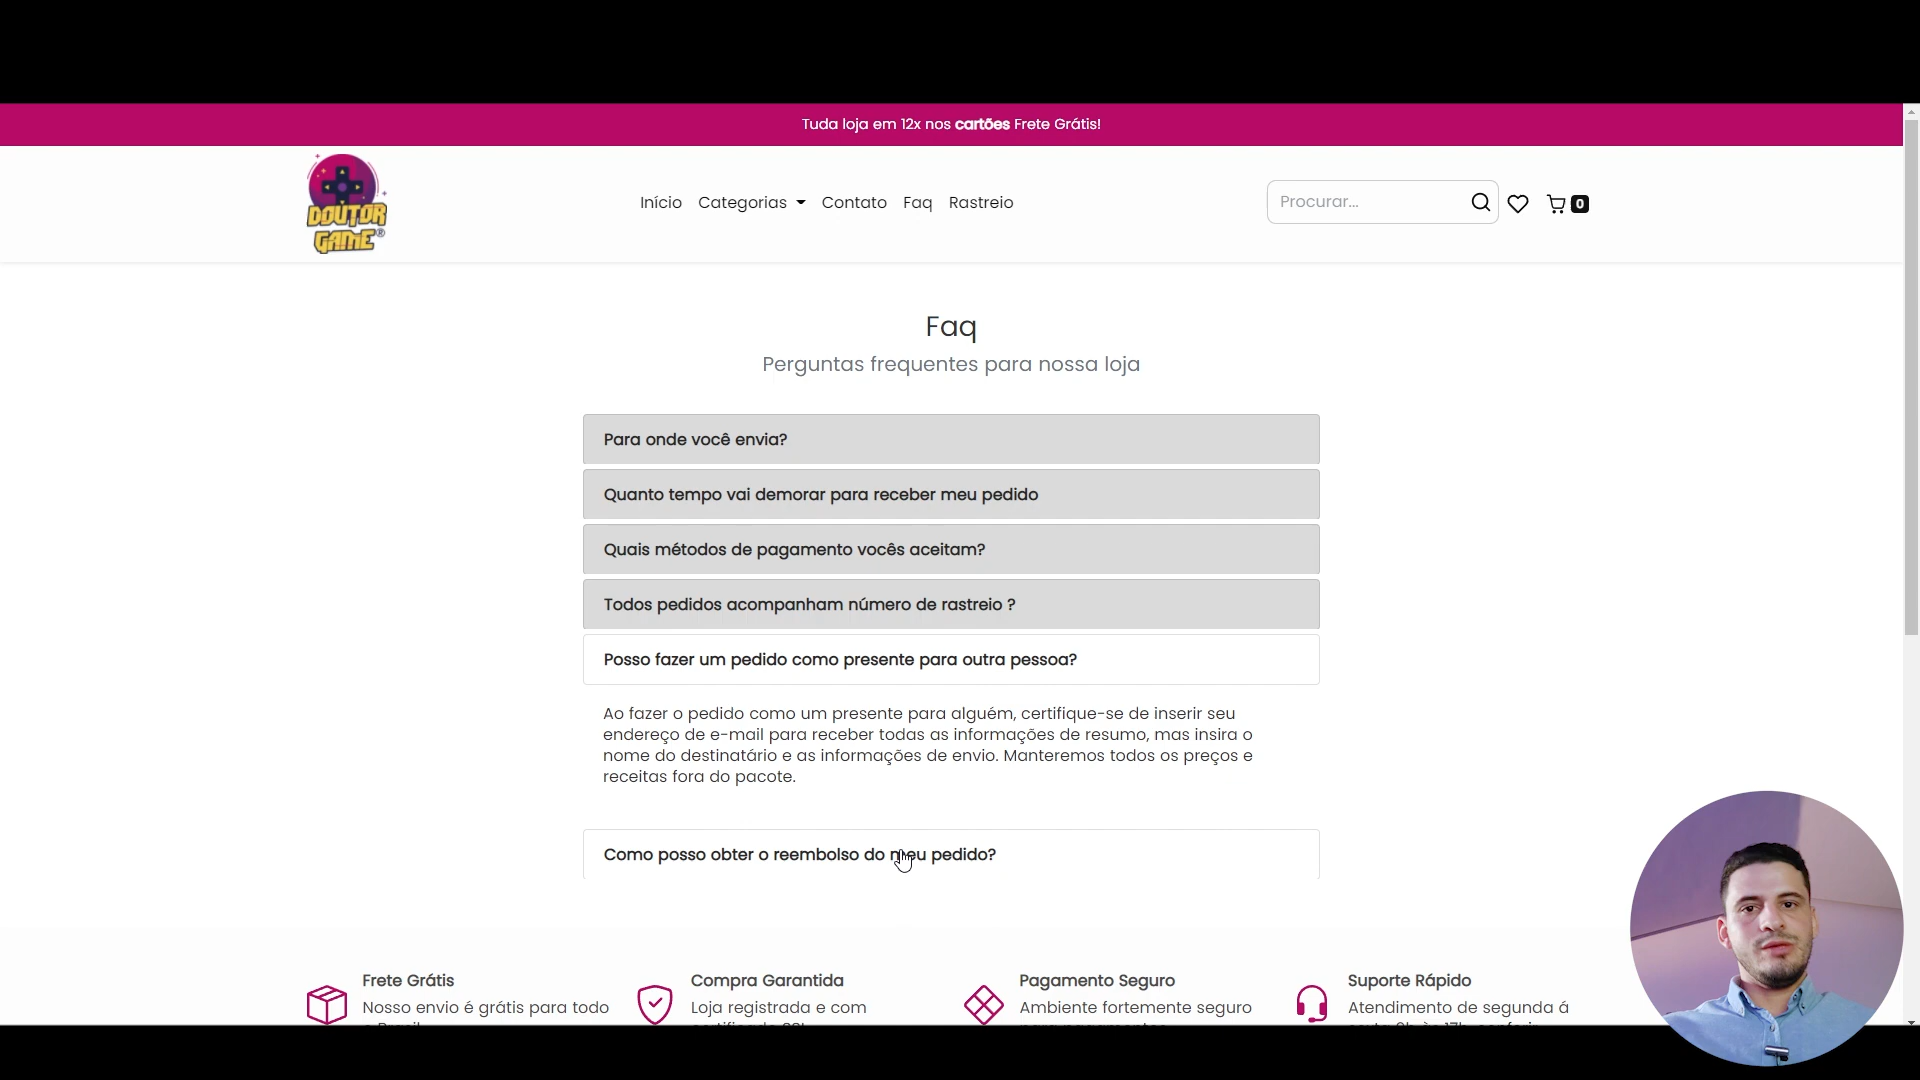 Tuda loja em 12x nos cartões Frete Grátis!
DOUTOR
GAME®
Início Categorias Contato Faq Rastreio
Procurar...
0
Faq
Perguntas frequentes para nossa loja
Para onde você envia?
Quanto tempo vai demorar para receber meu pedido
Quais métodos de pagamento vocês aceitam?
Todos pedidos acompanham número de rastreio ?
Posso fazer um pedido como presente para outra pessoa?
Ao fazer o pedido como um presente para alguém, certifique-se de inserir seu
endereço de e-mail para receber todas as informações de resumo, mas insira o
nome do destinatário e as informações de envio. Manteremos todos os preços e
receitas fora do pacote.
Como posso obter o reembolso do meu pedido?
Frete Grátis
Nosso envio é grátis para todo
Compra Garantida
Loja registrada e com
Pagamento Seguro
Ambiente fortemente seguro
Suporte Rápido
Atendimento de segunda á